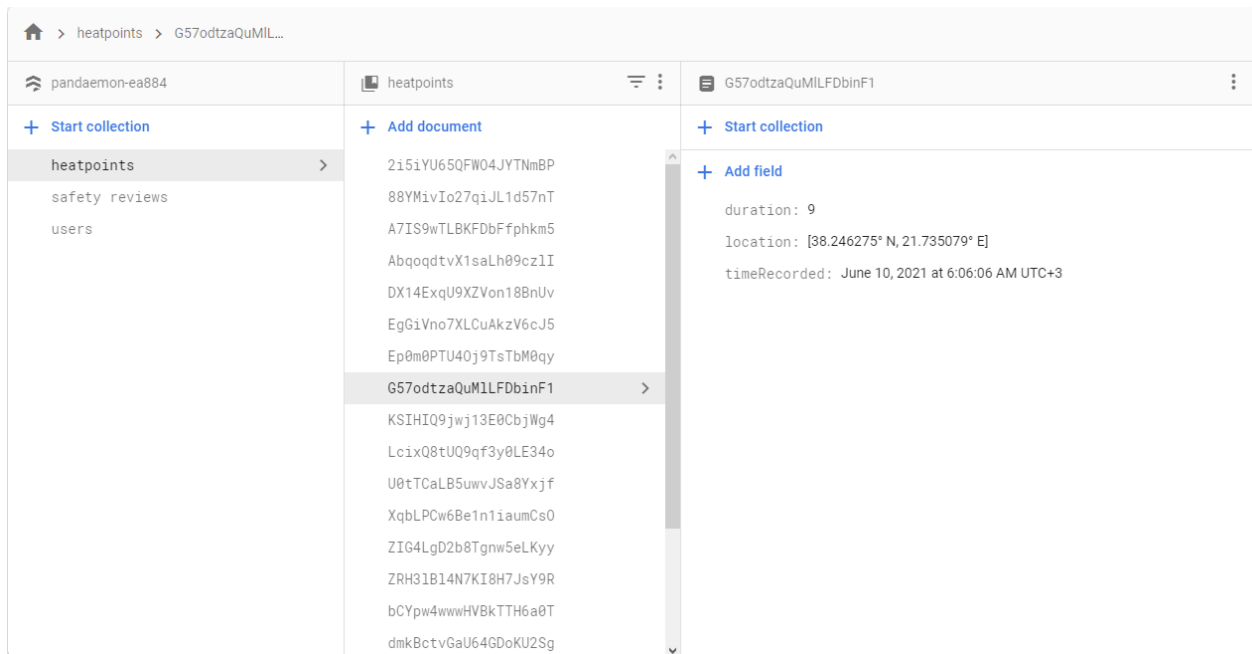 heatpoints > G57odtzaQuMlL...
pandaemon-ea884
+ Start collection
heatpoints
safety reviews
users
heatpoints
+ Add document
2i5iYU65QFWO4JYTNmBP
88YMivIo27qiJL1d57nT
A7IS9wTLBKFDbFfphkm5
AbqoqdtvX1saLh09czlI
DX14ExqU9XZVon18BnUv
EgGiVno7XLCuAkzV6cJ5
Ep0m0PTU4Oj9TsTbM0qy
G57odtzaQuMlLFDbinF1
KSIHIQ9jwj13E0CbjWg4
LcixQ8tUQ9qf3y0LE34o
U0tTCaLB5uwvJSa8Yxjf
XqbLPCw6Be1n1iaumCsO
ZIG4LgD2b8Tgnw5eLKyy
ZRH3lBl4N7KI8H7JsY9R
bCYpw4wwwHVBkTTH6a0T
dmkBctvGaU64GDoKU2Sg
G57odtzaQuMlLFDbinF1
+ Start collection
+ Add field
duration: 9
location: [38.246275° N, 21.735079° E]
timeRecorded: June 10, 2021 at 6:06:06 AM UTC+3